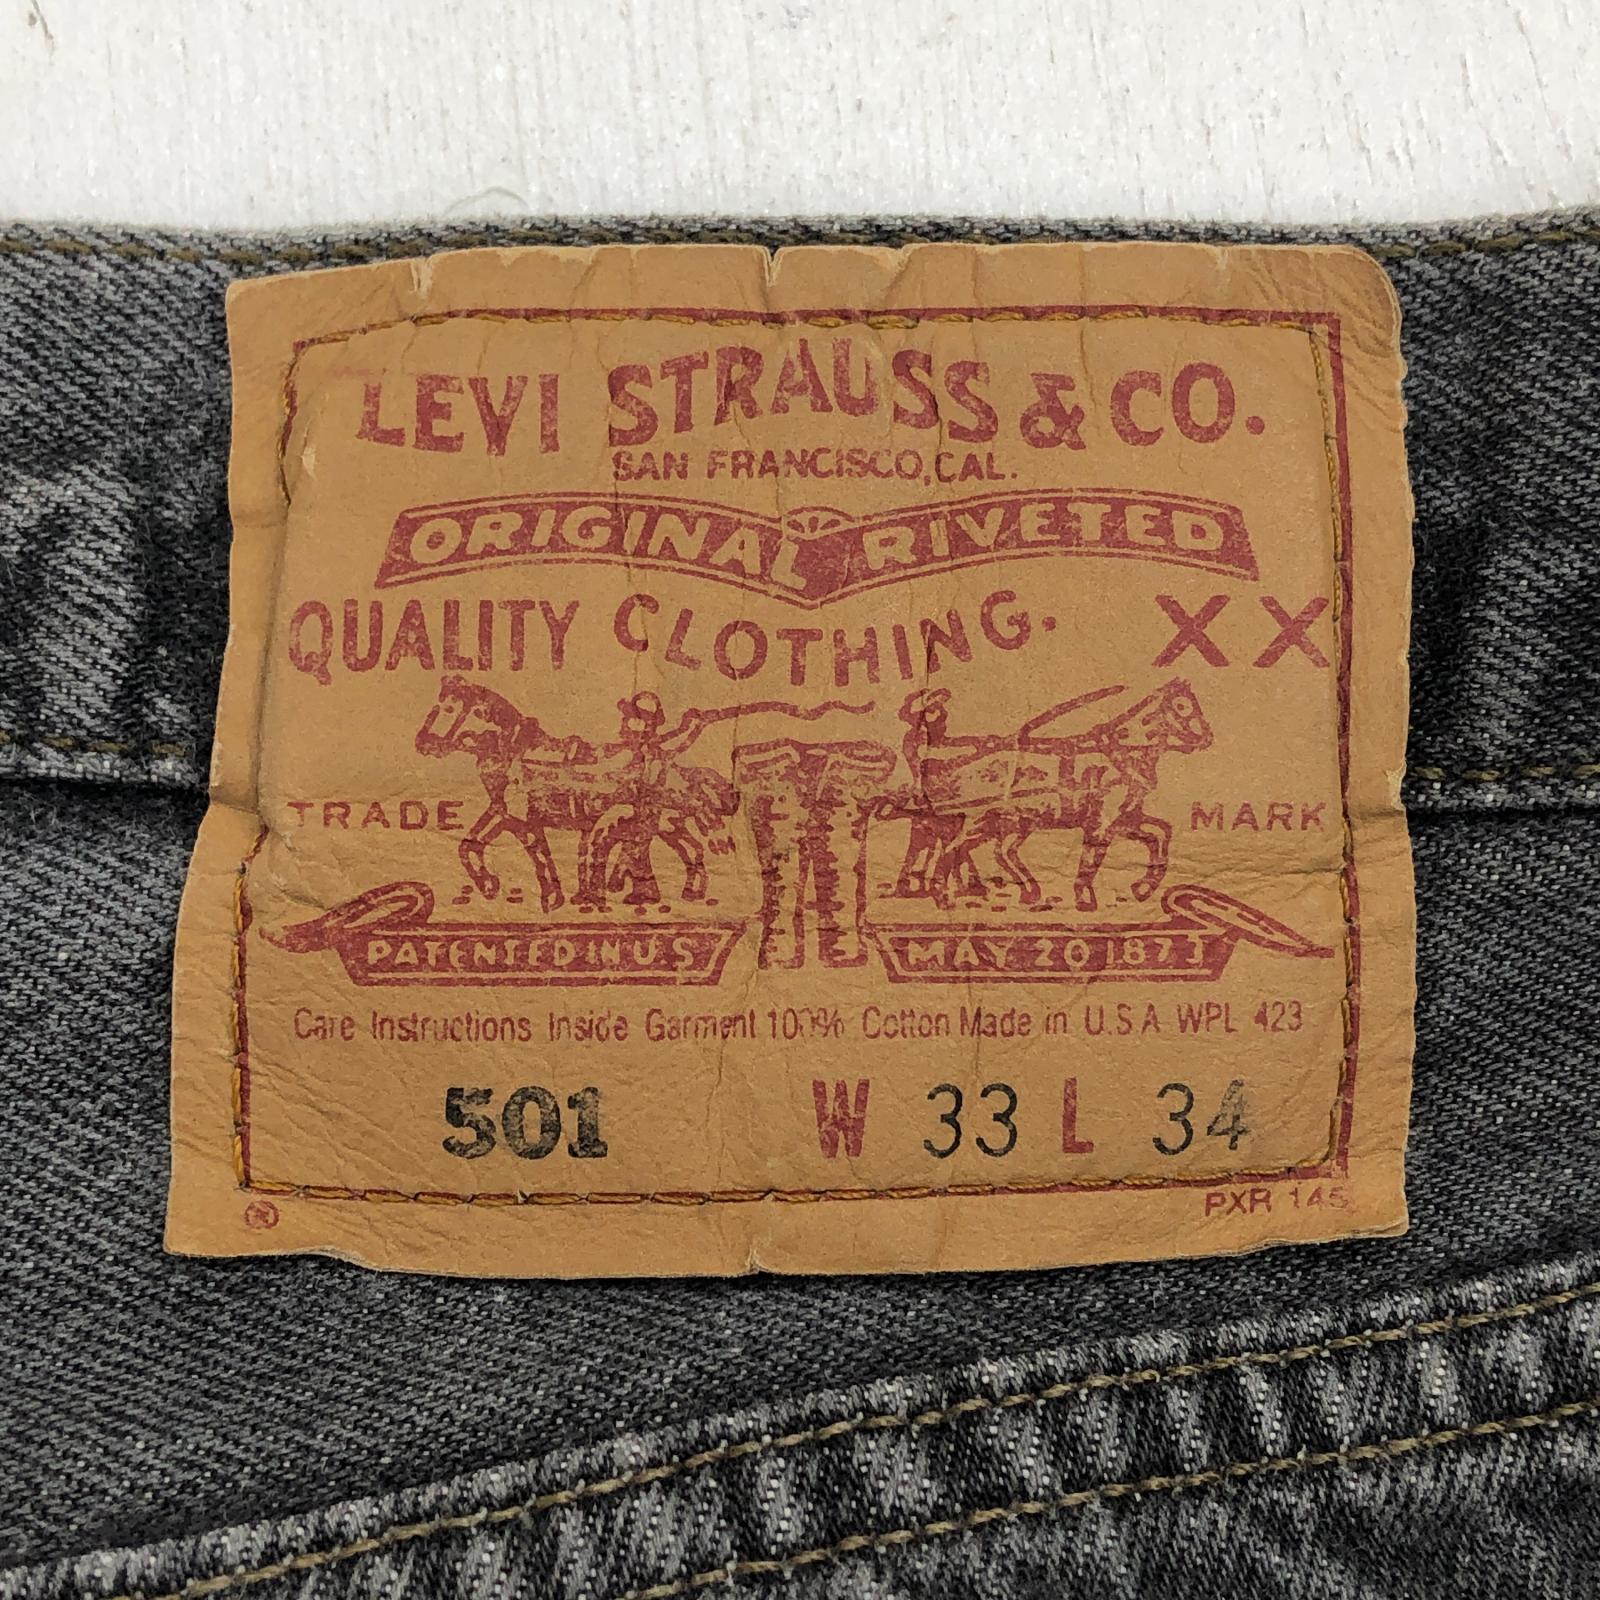 LEVI STRAUSS & CO.
SAN FRANCISCO, CAL.
ORIGINAL RIVETED
QUALITY CLOTHING. XX
TRADE MARK
PATENTED IN U.S MAY 20 1873
Care Instructions Inside Garment 100% Cotton Made in U.S.A WPL 423
501 W 33 L 34
® PXR 145